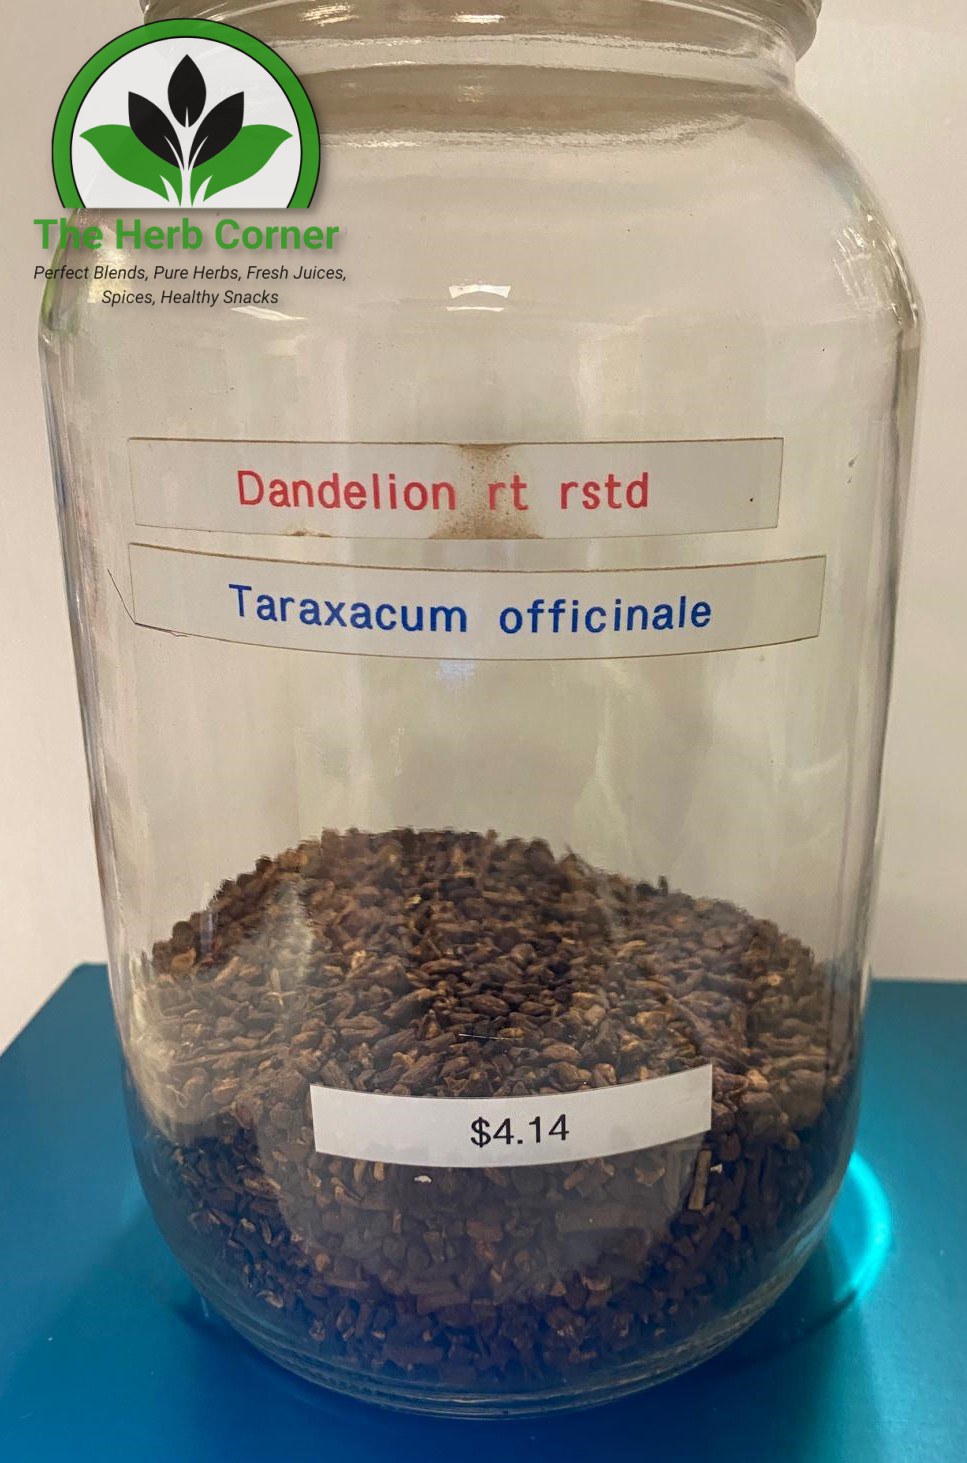 The Herb Corner
Perfect Blends, Pure Herbs, Fresh Juices,
Spices, Healthy Snacks
Dandelion rt rstd
Taraxacum officinale
$4.14